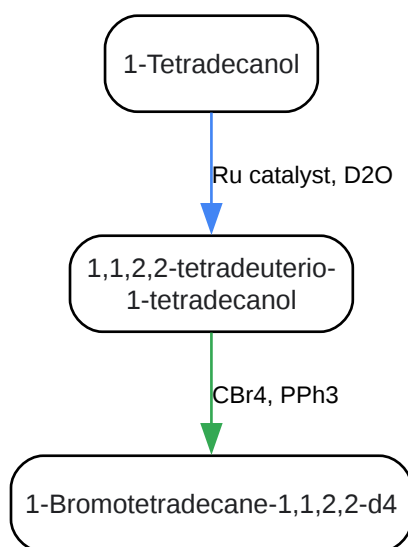 1-Tetradecanol
Ru catalyst, D2O
1,1,2,2-tetradeuterio-
1-tetradecanol
CBr4, PPh3
1-Bromotetradecane-1,1,2,2-d4